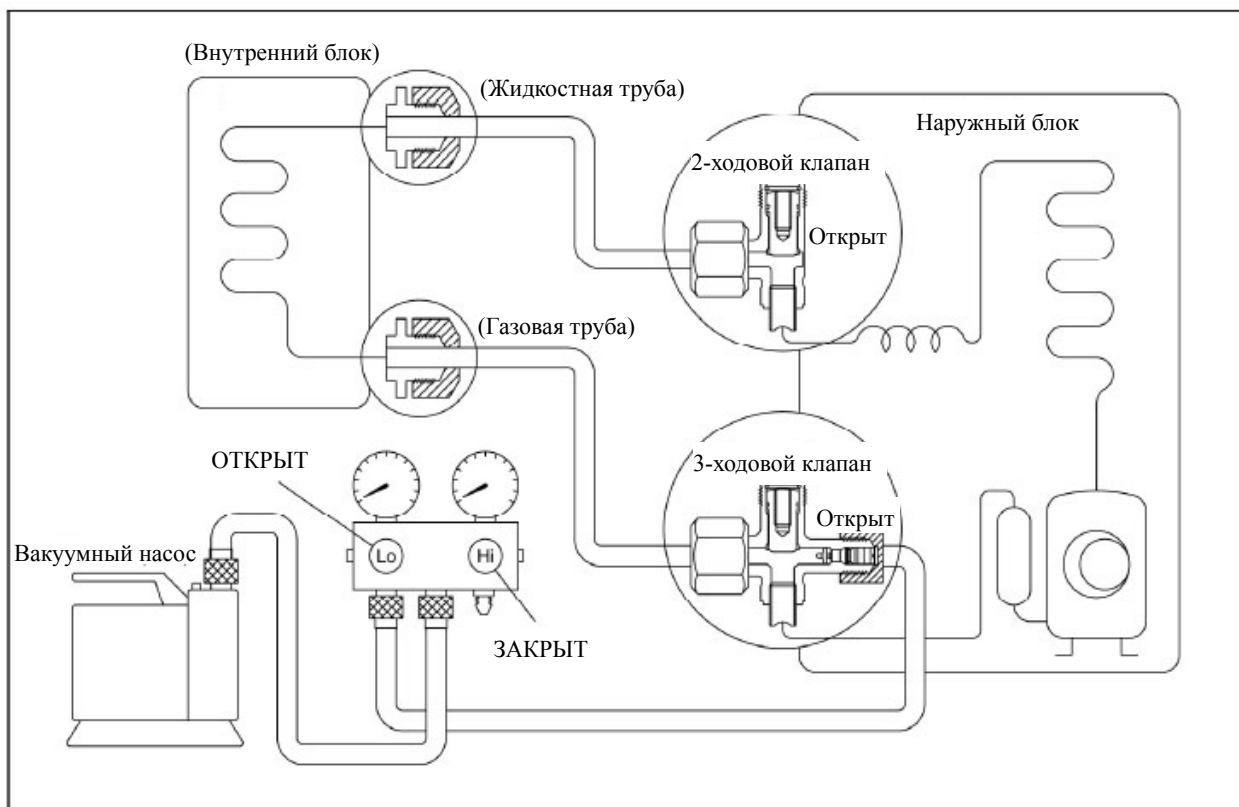 (Внутренний блок)
(Жидкостная труба)
Наружный блок
2-ходовой клапан
Открыт
(Газовая труба)
3-ходовой клапан
Открыт
ОТКРЫТ
Вакуумный насос
Lo
Hi
ЗАКРЫТ